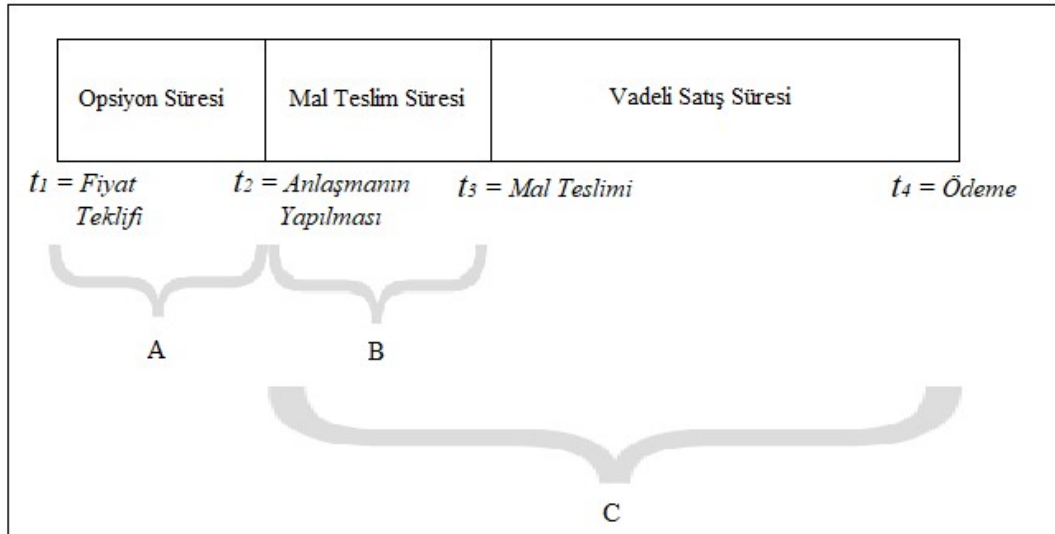 Opsiyon Süresi Mal Teslim Süresi Vadeli Satış Süresi
t1 = Fiyat Teklifi
t2 = Anlaşmanın Yapılması
t3 = Mal Teslimi
t4 = Ödeme
A
B
C